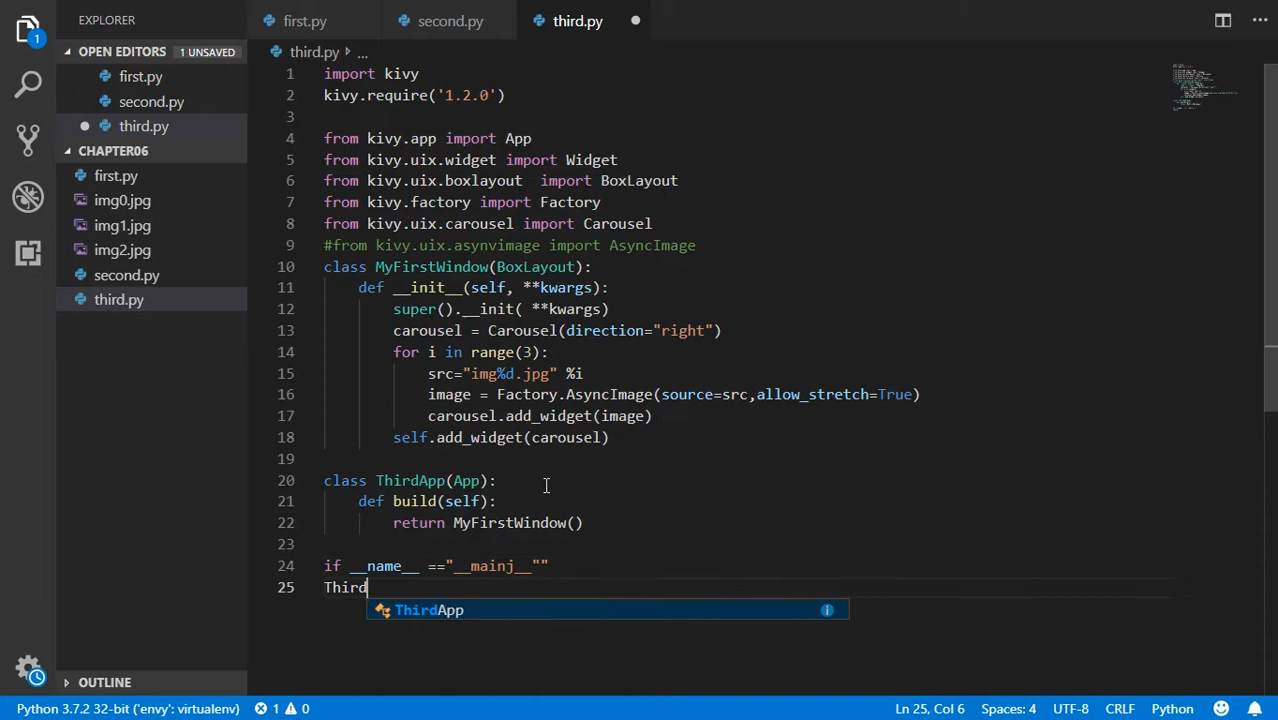 EXPLORER
first.py second.py third.py
OPEN EDITORS 1 UNSAVED
third.py › ...
first.py
second.py
third.py
CHAPTER06
first.py
img0.jpg
img1.jpg
img2.jpg
second.py
third.py
OUTLINE
1
1 import kivy
2 kivy.require('1.2.0')
3
4 from kivy.app import App
5 from kivy.uix.widget import Widget
6 from kivy.uix.boxlayout  import BoxLayout
7 from kivy.factory import Factory
8 from kivy.uix.carousel import Carousel
9 #from kivy.uix.asynvimage import AsyncImage
10 class MyFirstWindow(BoxLayout):
11     def __init__(self, **kwargs):
12         super().__init( **kwargs)
13         carousel = Carousel(direction="right")
14         for i in range(3):
15             src="img%d.jpg" %i
16             image = Factory.AsyncImage(source=src,allow_stretch=True)
17             carousel.add_widget(image)
18         self.add_widget(carousel)
19
20 class ThirdApp(App):
21     def build(self):
22         return MyFirstWindow()
23
24 if __name__ =="__mainj__""
25 Third
ThirdApp
Python 3.7.2 32-bit ('envy': virtualenv) 1 0 Ln 25, Col 6 Spaces: 4 UTF-8 CRLF Python